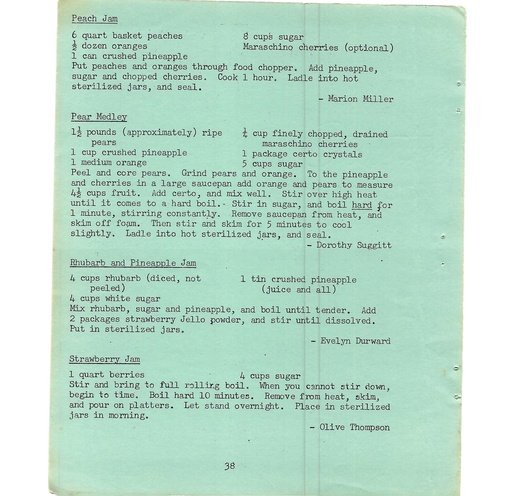 Peach Jam
6 quart basket peaches 8 cups sugar
½ dozen oranges Maraschino cherries (optional)
1 can crushed pineapple
Put peaches and oranges through food chopper. Add pineapple,
sugar and chopped cherries. Cook 1 hour. Ladle into hot
sterilized jars, and seal.
- Marion Miller
Pear Medley
1½ pounds (approximately) ripe ¼ cup finely chopped, drained
pears maraschino cherries
1 cup crushed pineapple 1 package certo crystals
1 medium orange 5 cups sugar
Peel and core pears. Grind pears and orange. To the pineapple
and cherries in a large saucepan add orange and pears to measure
4½ cups fruit. Add certo, and mix well. Stir over high heat
until it comes to a hard boil. Stir in sugar, and boil hard for
1 minute, stirring constantly. Remove saucepan from heat, and
skim off foam. Then stir and skim for 5 minutes to cool
slightly. Ladle into hot sterilized jars, and seal.
- Dorothy Suggitt
Rhubarb and Pineapple Jam
4 cups rhubarb (diced, not 1 tin crushed pineapple
peeled) (juice and all)
4 cups white sugar
Mix rhubarb, sugar and pineapple, and boil until tender. Add
2 packages strawberry Jello powder, and stir until dissolved.
Put in sterilized jars.
- Evelyn Durward
Strawberry Jam
1 quart berries 4 cups sugar
Stir and bring to full rolling boil. When you cannot stir down,
begin to time. Boil hard 10 minutes. Remove from heat, skim,
and pour on platters. Let stand overnight. Place in sterilized
jars in morning.
- Olive Thompson
38